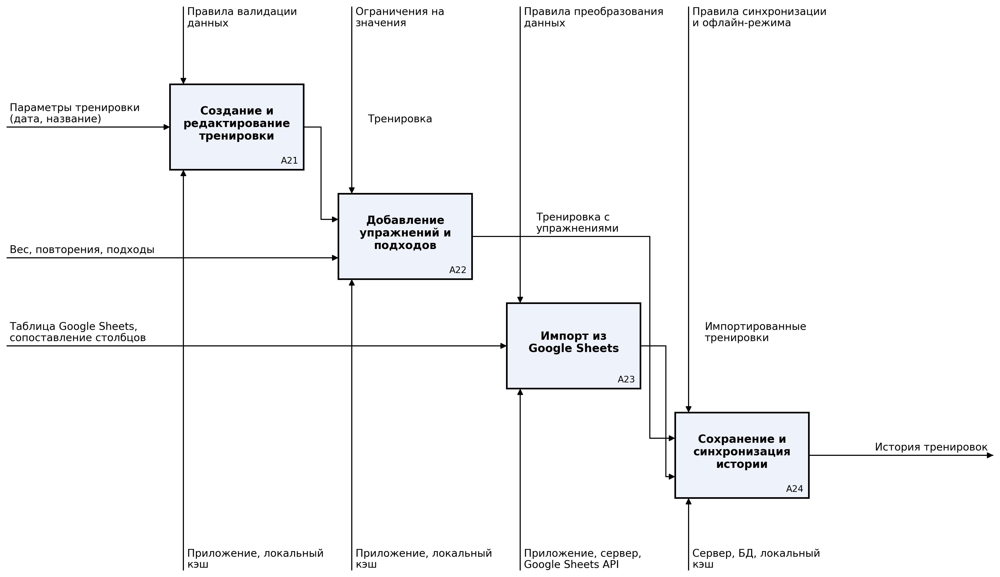 Правила валидации
данных
Ограничения на
значения
Правила преобразования
данных
Правила синхронизации
и офлайн-режима
Параметры тренировки
(дата, название)
Создание и
редактирование
тренировки
A21
Тренировка
Добавление
упражнений и
подходов
A22
Тренировка с
упражнениями
Вес, повторения, подходы
Таблица Google Sheets,
сопоставление столбцов
Импорт из
Google Sheets
A23
Импортированные
тренировки
Сохранение и
синхронизация
истории
A24
История тренировок
Приложение, локальный
кэш
Приложение, локальный
кэш
Приложение, сервер,
Google Sheets API
Сервер, БД, локальный
кэш